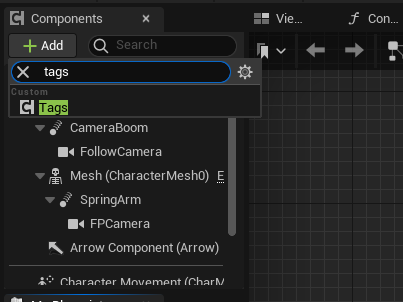 Components
Vie...
Con...
Add
Search
tags
Custom
Tags
CameraBoom
FollowCamera
Mesh (CharacterMesh0) E
SpringArm
FPCamera
Arrow Component (Arrow)
Character Movement (CharM